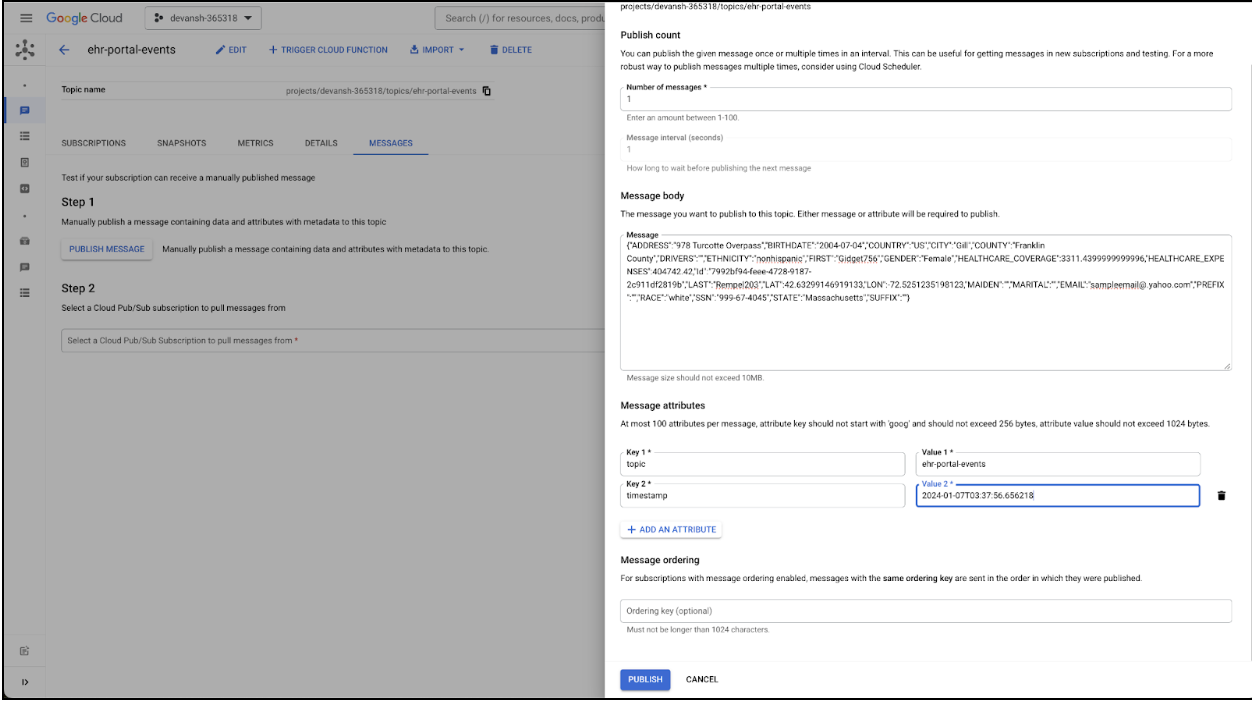 Google Cloud
devansh-365318
Search (/) for resources, docs, produ
ehr-portal-events
EDIT
+ TRIGGER CLOUD FUNCTION
IMPORT
DELETE
Topic name
projects/devansh-365318/topics/ehr-portal-events
SUBSCRIPTIONS
SNAPSHOTS
METRICS
DETAILS
MESSAGES
Test if your subscription can receive a manually published message
Step 1
Manually publish a message containing data and attributes with metadata to this topic
PUBLISH MESSAGE
Manually publish a message containing data and attributes with metadata to this topic.
Step 2
Select a Cloud Pub/Sub subscription to pull messages from
Select a Cloud Pub/Sub Subscription to pull messages from *
projects/devansh-365318/topics/ehr-portal-events
Publish count
You can publish the given message once or multiple times in an interval. This can be useful for getting messages in new subscriptions and testing. For a more
robust way to publish messages multiple times, consider using Cloud Scheduler.
Number of messages *
1
Enter an amount between 1-100.
Message interval (seconds)
1
How long to wait before publishing the next message
Message body
The message you want to publish to this topic. Either message or attribute will be required to publish.
Message
{"ADDRESS":"978 Turcotte Overpass","BIRTHDATE":"2004-07-04","COUNTRY":"US","CITY":"Gill","COUNTY":"Franklin
County","DRIVERS":"","ETHNICITY":"nonhispanic","FIRST":"Gidget756","GENDER":"Female","HEALTHCARE_COVERAGE":3311.4399999999996,"HEALTHCARE_EXPE
NSES":404742.42,"Id":"7992bf94-feee-4728-9187-
2c911df2819b","LAST":"Rempel203","LAT":42.63299146919133,"LON":-72.5251235198123,"MAIDEN":"","MARITAL":"","EMAIL":"sampleemail@.yahoo.com","PREFIX
":"","RACE":"white","SSN":"999-67-4045","STATE":"Massachusetts","SUFFIX":""}
Message size should not exceed 10MB.
Message attributes
At most 100 attributes per message, attribute key should not start with 'goog' and should not exceed 256 bytes, attribute value should not exceed 1024 bytes.
Key 1 *
topic
Value 1 *
ehr-portal-events
Key 2 *
timestamp
Value 2 *
2024-01-07T03:37:56.656218
+ ADD AN ATTRIBUTE
Message ordering
For subscriptions with message ordering enabled, messages with the same ordering key are sent in the order in which they were published.
Ordering key (optional)
Must not be longer than 1024 characters.
PUBLISH
CANCEL